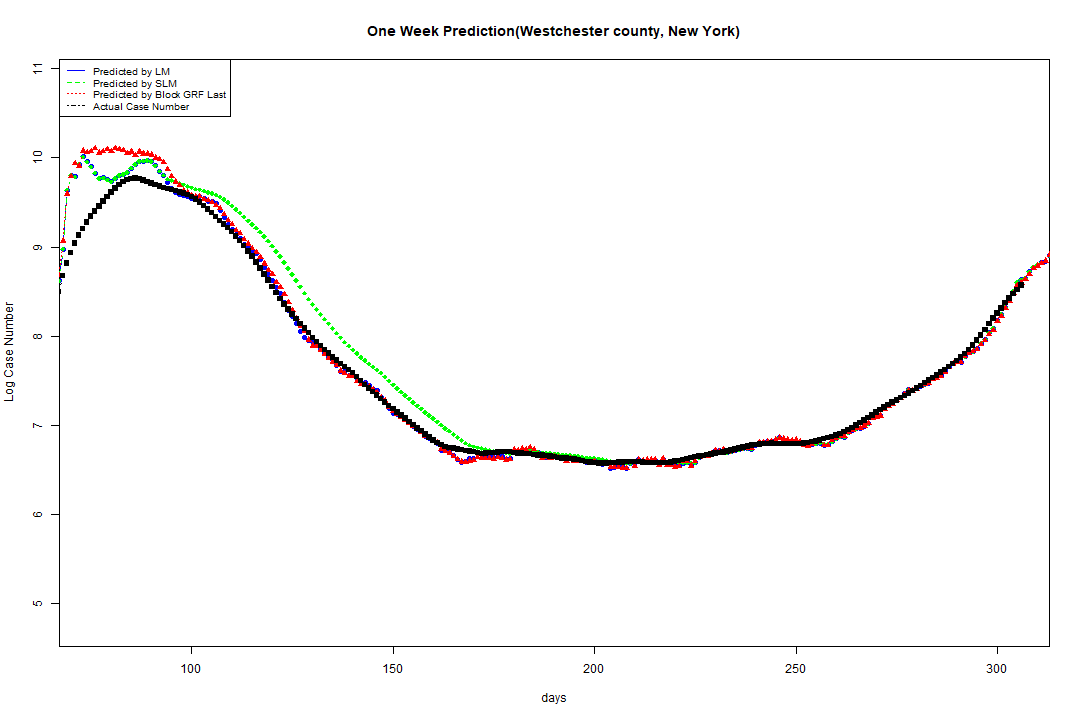 One Week Prediction(Westchester county, New York)
Predicted by LM
Predicted by SLM
Predicted by Block GRF Last
Actual Case Number
11
10
9
8
7
6
5
Log Case Number
100 150 200 250 300
days